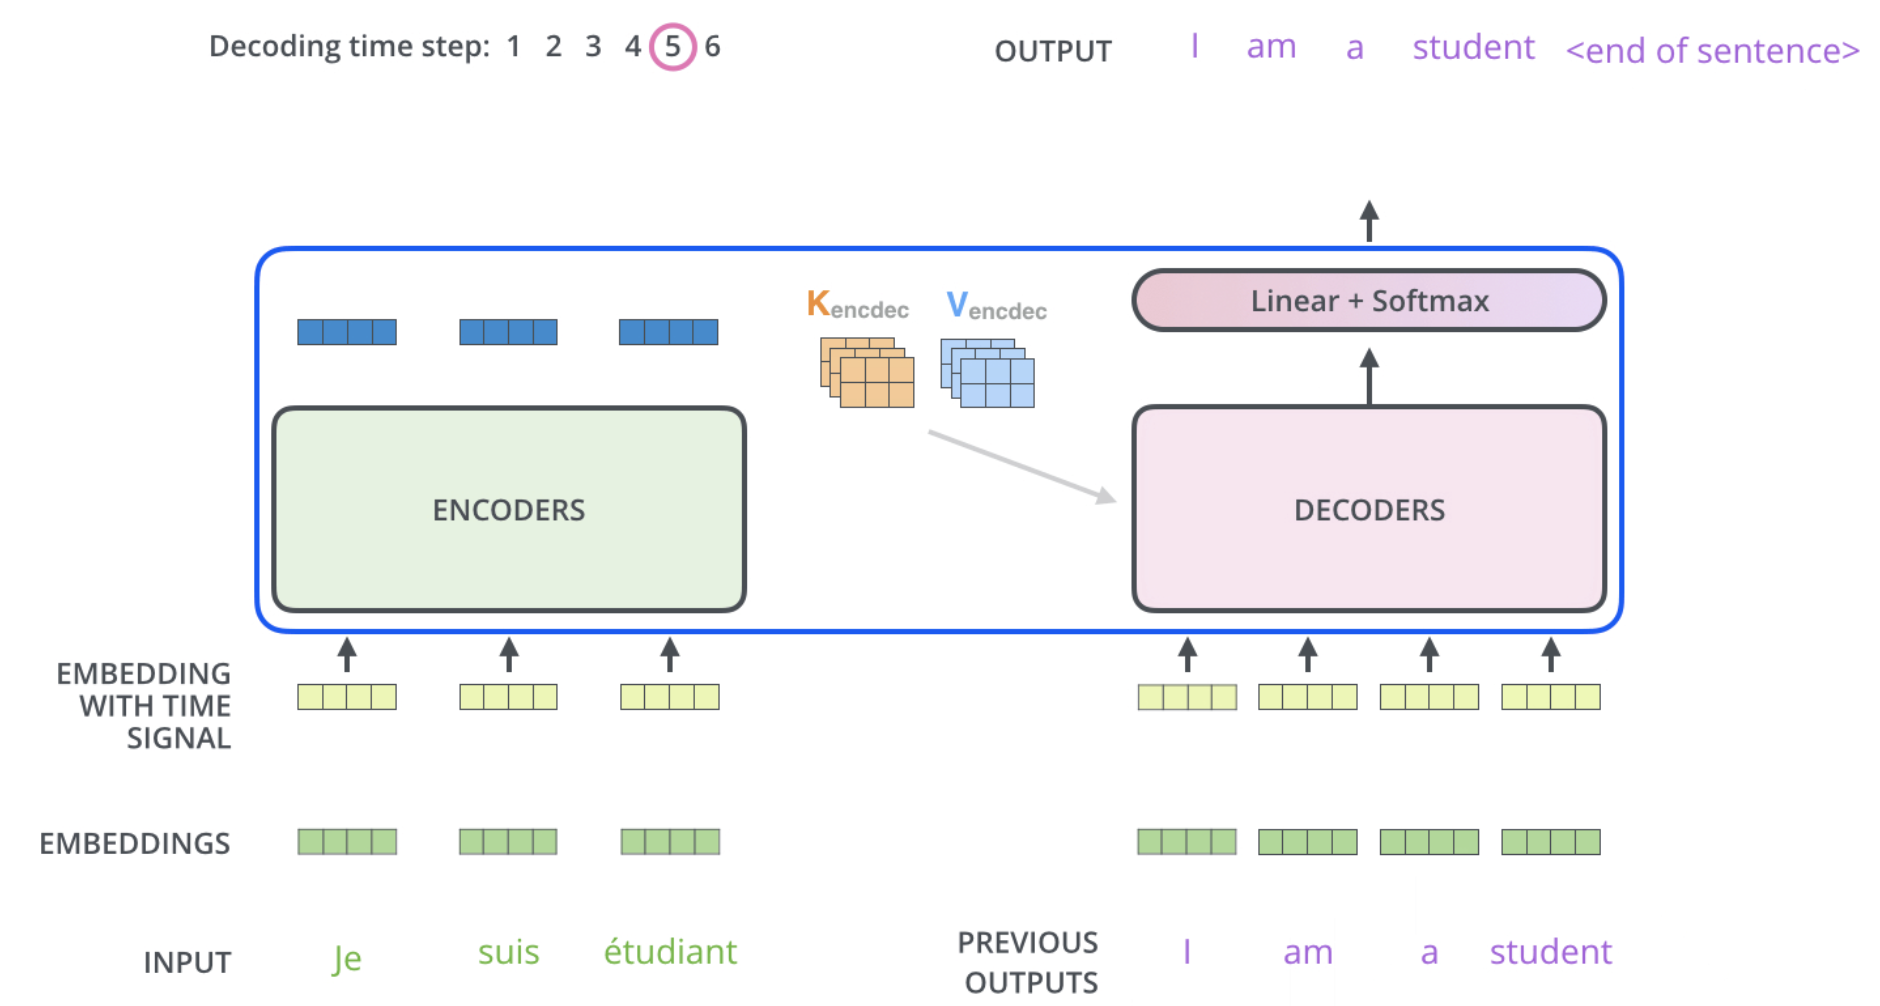 Decoding time step: 1 2 3 4 5 6
OUTPUT I am a student <end of sentence>
Kencdec Vencdec
Linear + Softmax
ENCODERS
DECODERS
EMBEDDING
WITH TIME
SIGNAL
EMBEDDINGS
INPUT Je suis étudiant
PREVIOUS
OUTPUTS
I am a student